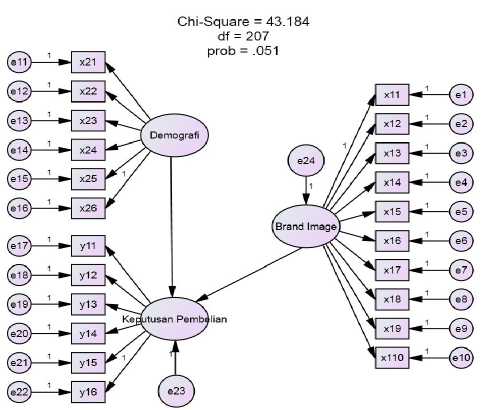 Chi-Square = 43.184
df = 207
prob = .051
e11 1 x21
e12 1 x22
e13 1 x23
e14 1 x24
e15 1 x25
e16 1 x26
1
Demografi
e17 1 y11
e18 1 y12
e19 1 y13
e20 1 y14
e21 1 y15
e22 1 y16
1
Keputusan Pembelian
1
e23
e24
1
Brand Image
1
x11 1 e1
x12 1 e2
x13 1 e3
x14 1 e4
x15 1 e5
x16 1 e6
x17 1 e7
x18 1 e8
x19 1 e9
x110 1 e10